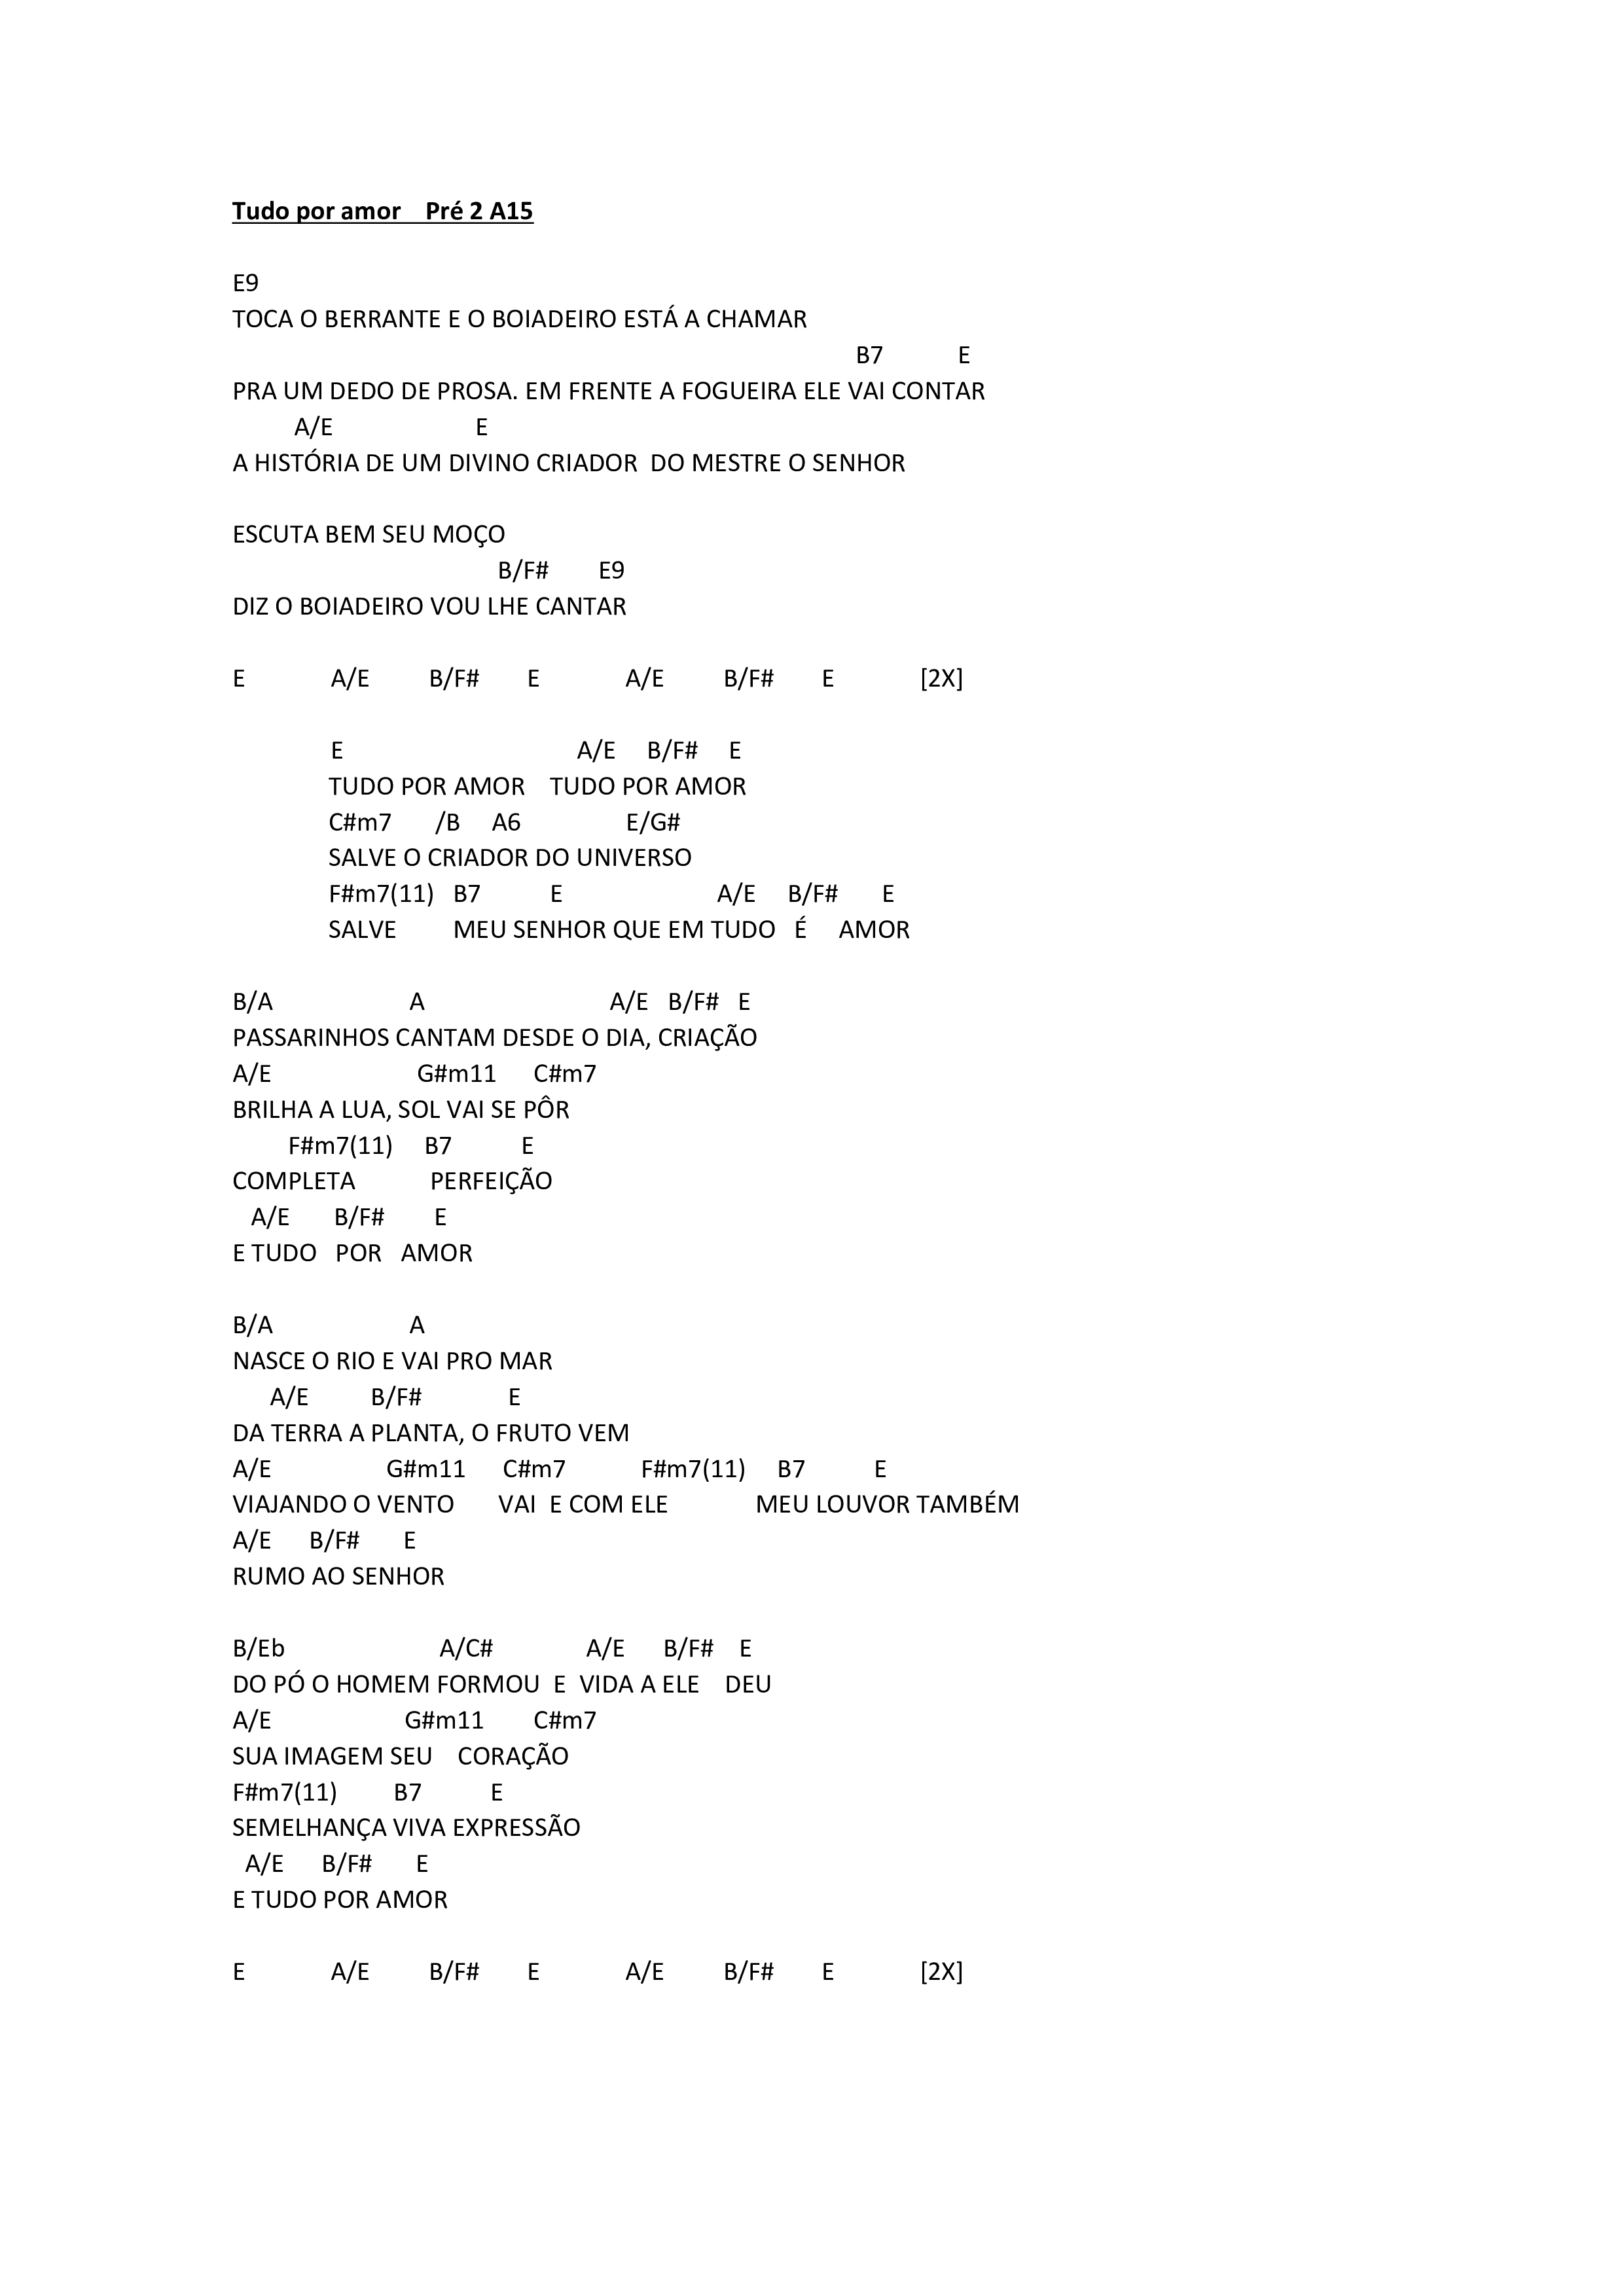 Tudo por amor    Pré 2 A15
E9
TOCA O BERRANTE E O BOIADEIRO ESTÁ A CHAMAR
B7            E
PRA UM DEDO DE PROSA. EM FRENTE A FOGUEIRA ELE VAI CONTAR
A/E                       E
A HISTÓRIA DE UM DIVINO CRIADOR  DO MESTRE O SENHOR
ESCUTA BEM SEU MOÇO
B/F#        E9
DIZ O BOIADEIRO VOU LHE CANTAR
E              A/E          B/F#        E              A/E          B/F#        E              [2X]
E                                      A/E     B/F#     E
TUDO POR AMOR    TUDO POR AMOR
C#m7       /B     A6                 E/G#
SALVE O CRIADOR DO UNIVERSO
F#m7(11)   B7           E                         A/E     B/F#       E
SALVE         MEU SENHOR QUE EM TUDO   É     AMOR
B/A                      A                              A/E   B/F#   E
PASSARINHOS CANTAM DESDE O DIA, CRIAÇÃO
A/E                       G#m11      C#m7
BRILHA A LUA, SOL VAI SE PÔR
F#m7(11)     B7           E
COMPLETA            PERFEIÇÃO
A/E       B/F#        E
E TUDO   POR   AMOR
B/A                      A
NASCE O RIO E VAI PRO MAR
A/E          B/F#              E
DA TERRA A PLANTA, O FRUTO VEM
A/E                  G#m11      C#m7            F#m7(11)     B7           E
VIAJANDO O VENTO       VAI  E COM ELE              MEU LOUVOR TAMBÉM
A/E      B/F#       E
RUMO AO SENHOR
B/Eb                         A/C#               A/E      B/F#    E
DO PÓ O HOMEM FORMOU  E  VIDA A ELE    DEU
A/E                     G#m11        C#m7
SUA IMAGEM SEU    CORAÇÃO
F#m7(11)         B7           E
SEMELHANÇA VIVA EXPRESSÃO
A/E      B/F#       E
E TUDO POR AMOR
E              A/E          B/F#        E              A/E          B/F#        E              [2X]